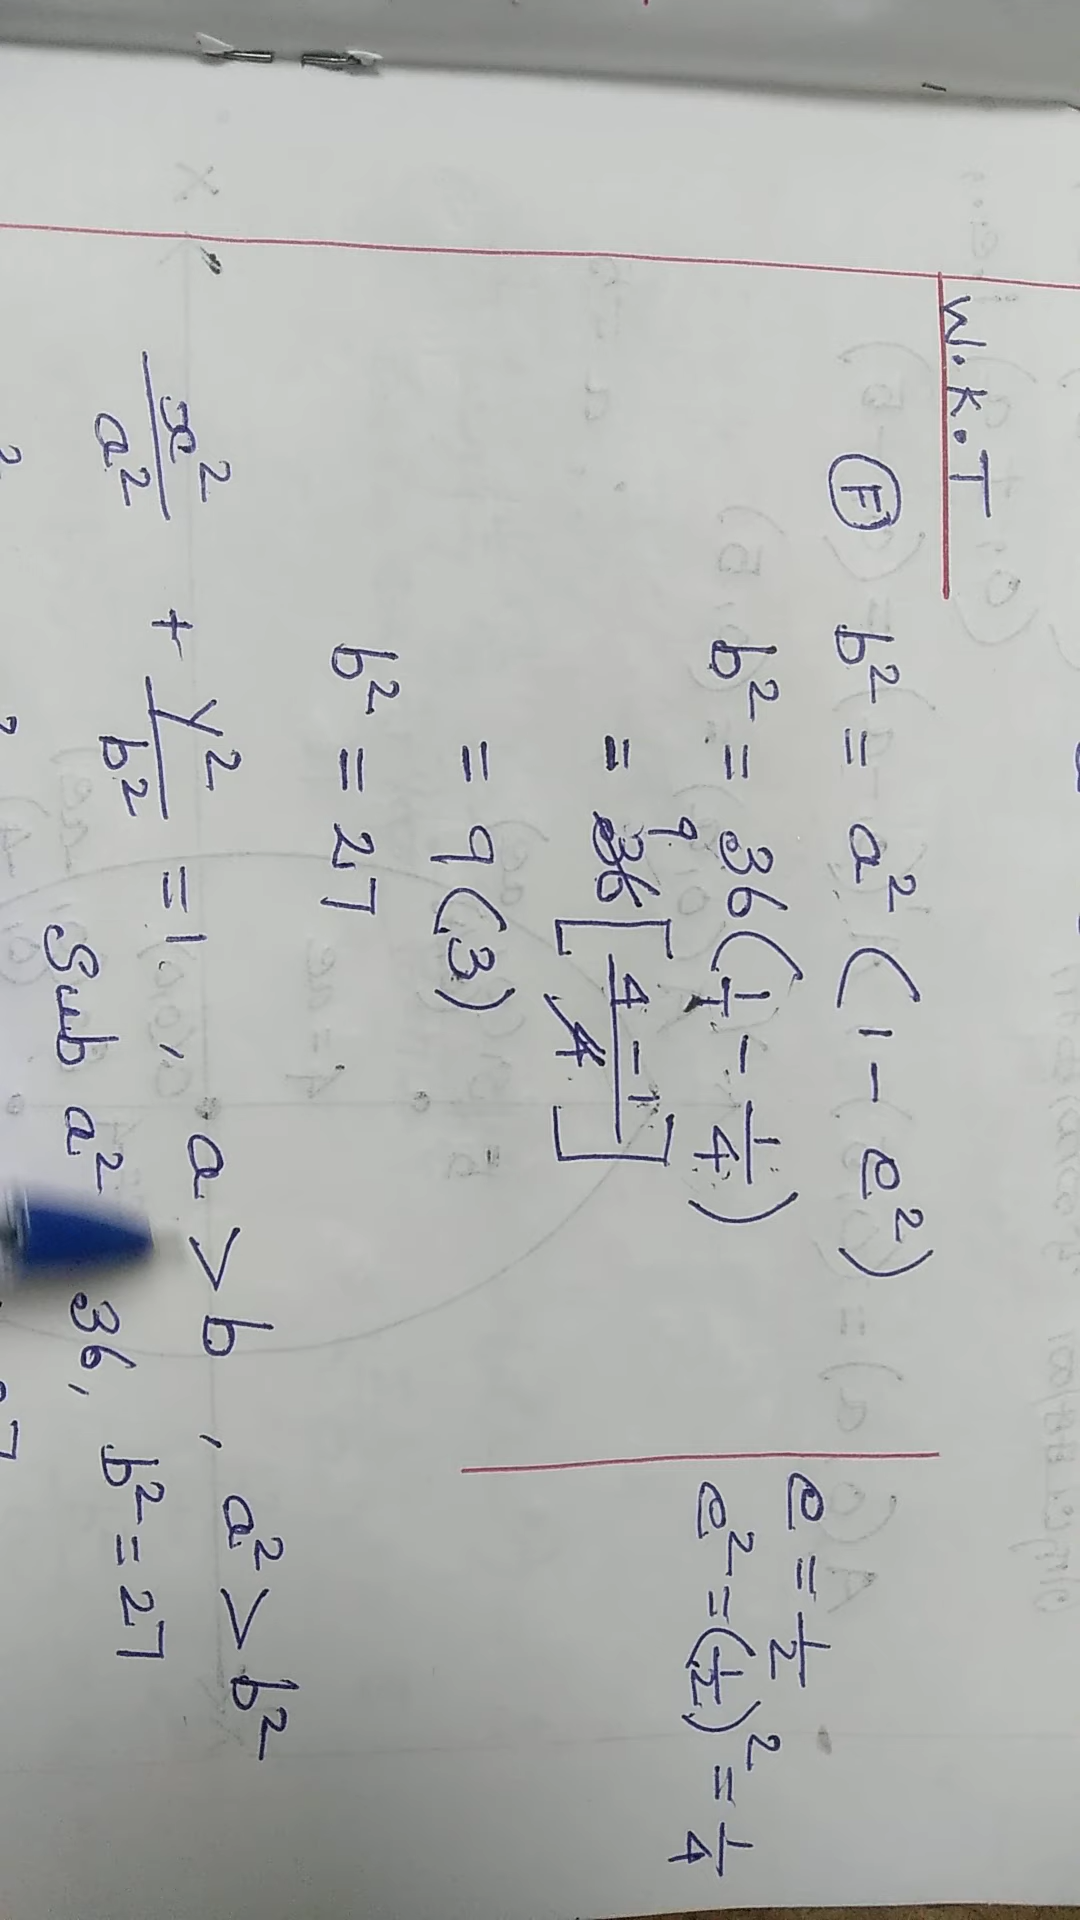 W.K.T
(F) b² = a² (1 - e²)
e = 1/2
b² = 36 (1/1 - 1/4)
e² = (1/2)² = 1/4
= 36 9 [4 - 1 / 4]
= 9 (3)
b² = 27
x²/a² + y²/b² = 1, a > b, a² > b²
Sub a² 36, b² = 27